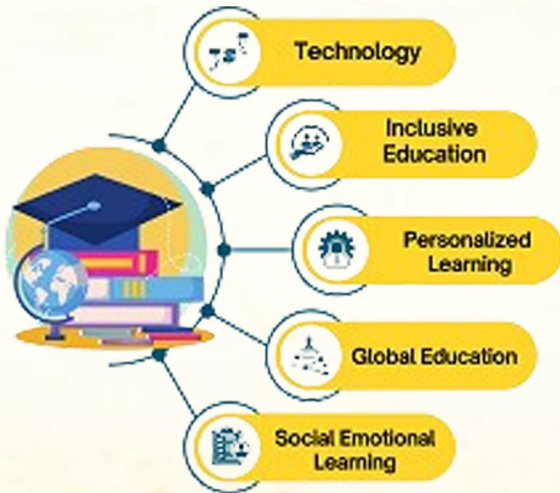 Technology
Inclusive
Education
Personalized
Learning
Global Education
Social Emotional
Learning